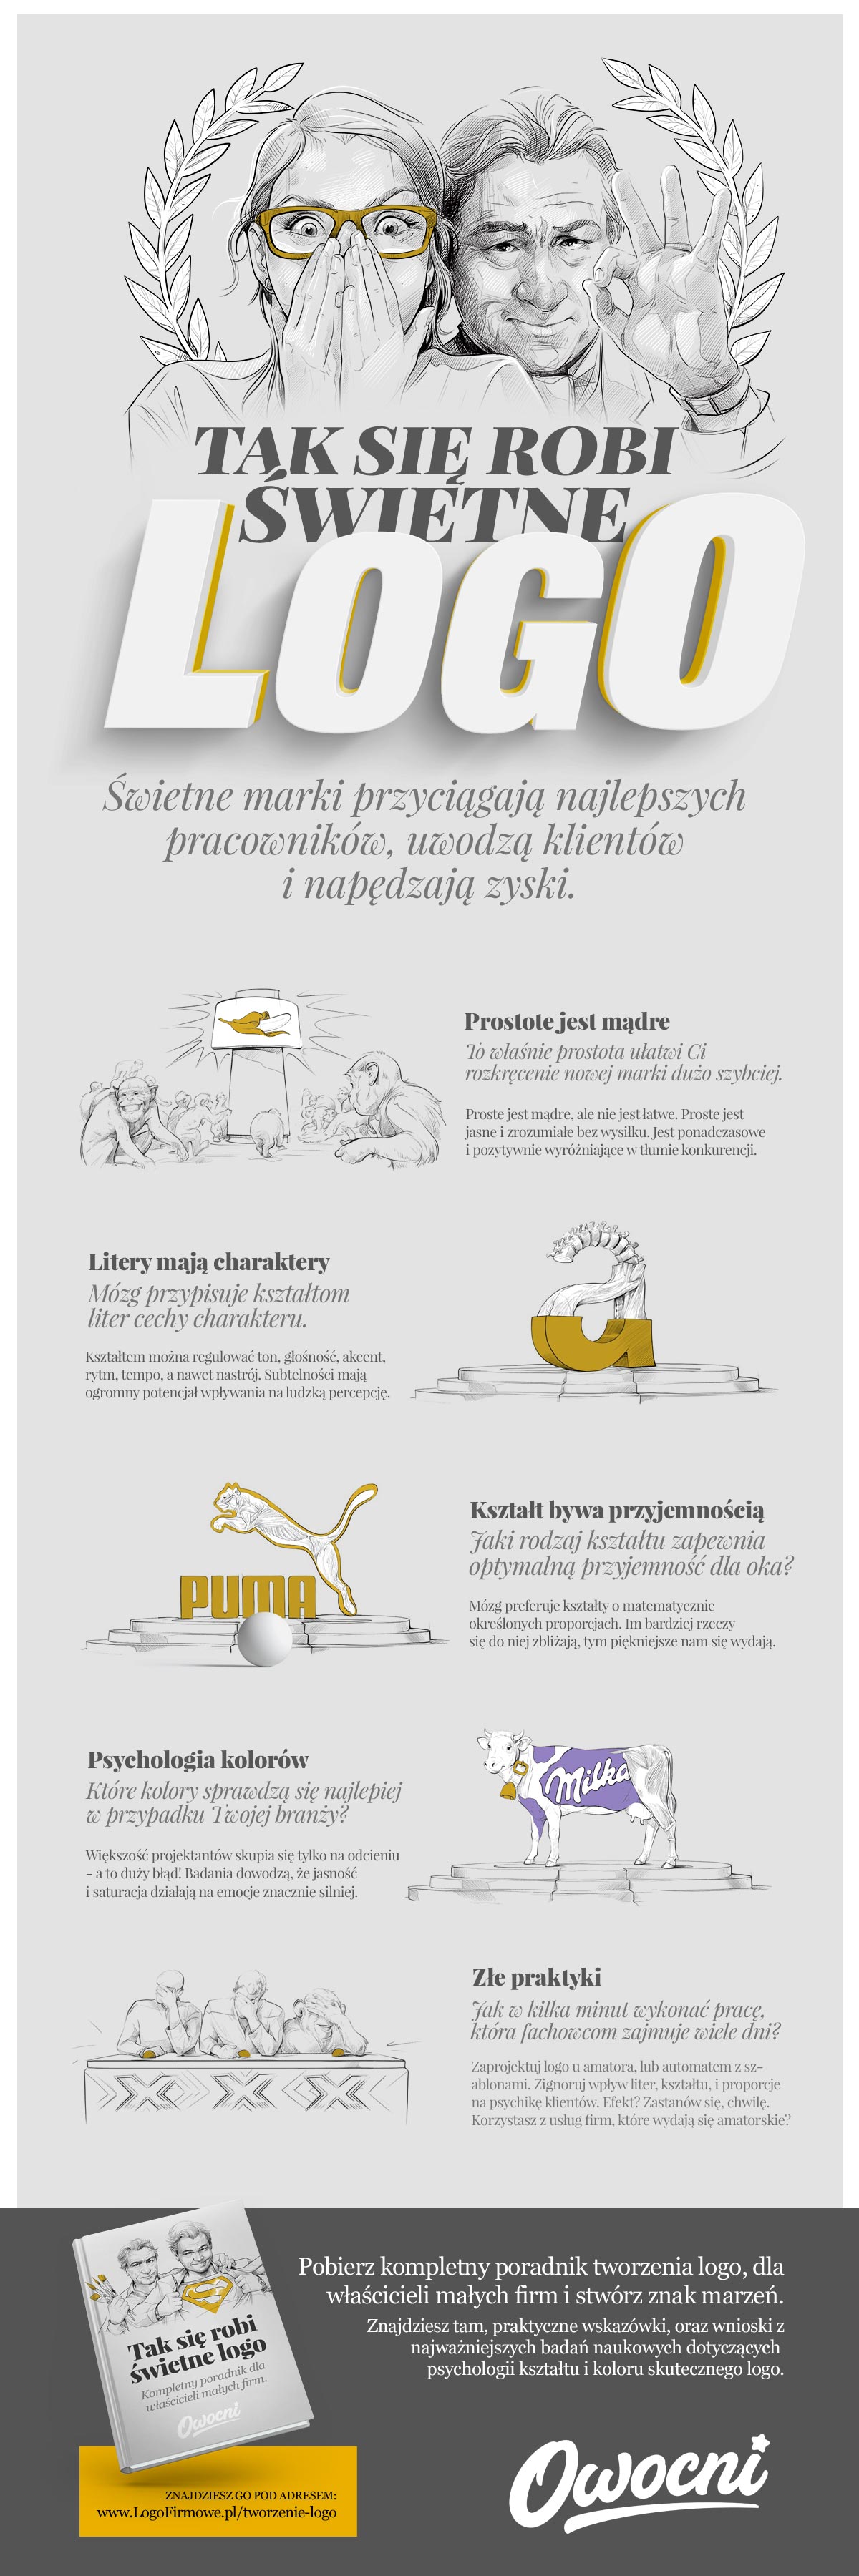 TAK SIĘ ROBI
ŚWIETNE
LOGO
Świetne marki przyciągają najlepszych
pracowników, uwodzą klientów
i napędzają zyski.
Prostote jest mądre
To właśnie prostota ułatwi Ci
rozkręcenie nowej marki dużo szybciej.
Proste jest mądre, ale nie jest łatwe. Proste jest
jasne i zrozumiałe bez wysiłku. Jest ponadczasowe
i pozytywnie wyróżniające w tłumie konkurencji.
Litery mają charaktery
Mózg przypisuje kształtom
liter cechy charakteru.
Kształtem można regulować ton, głośność, akcent,
rytm, tempo, a nawet nastrój. Subtelności mają
ogromny potencjał wpływania na ludzką percepcję.
a
PUMA
Kształt bywa przyjemnością
Jaki rodzaj kształtu zapewnia
optymalną przyjemność dla oka?
Mózg preferuje kształty o matematycznie
określonych proporcjach. Im bardziej rzeczy
się do niej zbliżają, tym piękniejsze nam się wydają.
Psychologia kolorów
Które kolory sprawdzą się najlepiej
w przypadku Twojej branży?
Większość projektantów skupia się tylko na odcieniu
- a to duży błąd! Badania dowodzą, że jasność
i saturacja działają na emocje znacznie silniej.
Milka
Złe praktyki
Jak w kilka minut wykonać pracę,
która fachowcom zajmuje wiele dni?
Zaprojektuj logo u amatora, lub automatem z sz-
ablonami. Zignoruj wpływ liter, kształtu, i proporcje
na psychikę klientów. Efekt? Zastanów się, chwilę.
Korzystasz z usług firm, które wydają się amatorskie?
X X X
Tak się robi
świetne logo
Kompletny poradnik dla
właścicieli małych firm.
Owocni
Pobierz kompletny poradnik tworzenia logo, dla
właścicieli małych firm i stwórz znak marzeń.
Znajdziesz tam, praktyczne wskazówki, oraz wnioski z
najważniejszych badań naukowych dotyczących
psychologii kształtu i koloru skutecznego logo.
ZNAJDZIESZ GO POD ADRESEM:
www.LogoFirmowe.pl/tworzenie-logo
Owocni